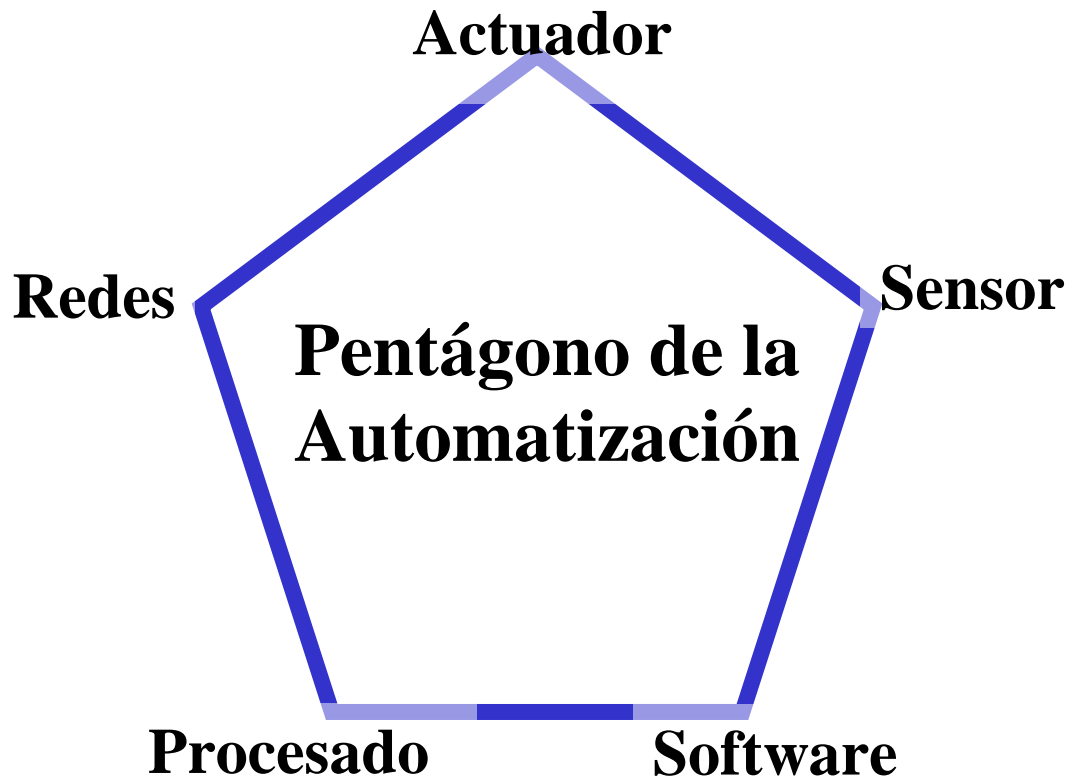 Actuador
Redes
Sensor
Pentágono de la
Automatización
Procesado
Software